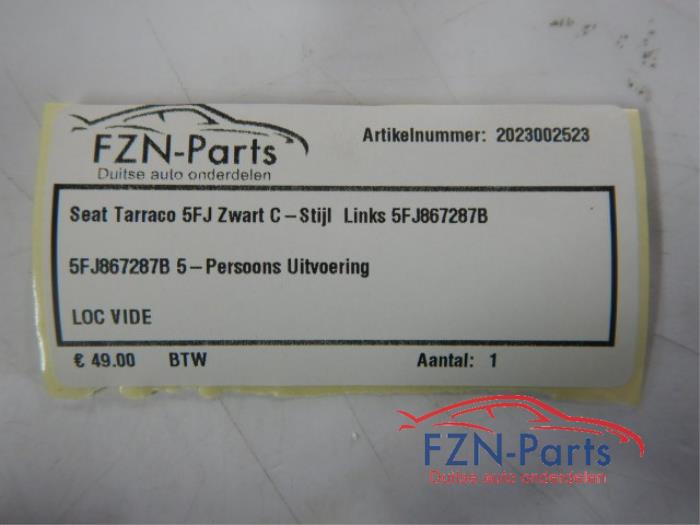 FZN-Parts
Duitse auto onderdelen
Artikelnummer: 2023002523
Seat Tarraco 5FJ Zwart C-Stijl Links 5FJ867287B
5FJ867287B 5-Persoons Uitvoering
LOC VIDE
€ 49.00 BTW Aantal: 1
FZN-Parts
Duitse auto onderdelen